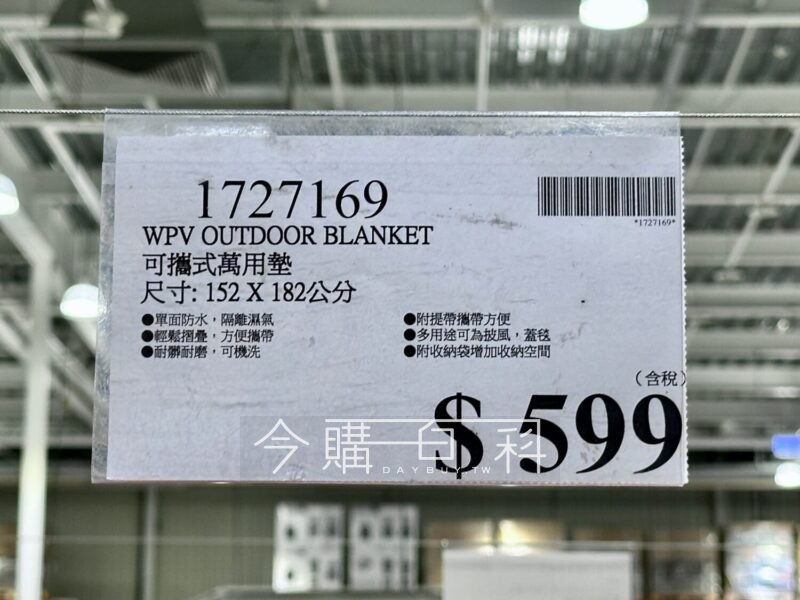 1727169
*1727169*
WPV OUTDOOR BLANKET
可攜式萬用墊
尺寸: 152 X 182公分
●單面防水，隔離濕氣
●輕鬆摺疊，方便攜帶
●耐髒耐磨，可機洗
●附提帶攜帶方便
●多用途可為披風，蓋毯
●附收納袋增加收納空間
（含稅）
$ 599
今購百科
DAYBUY.TW